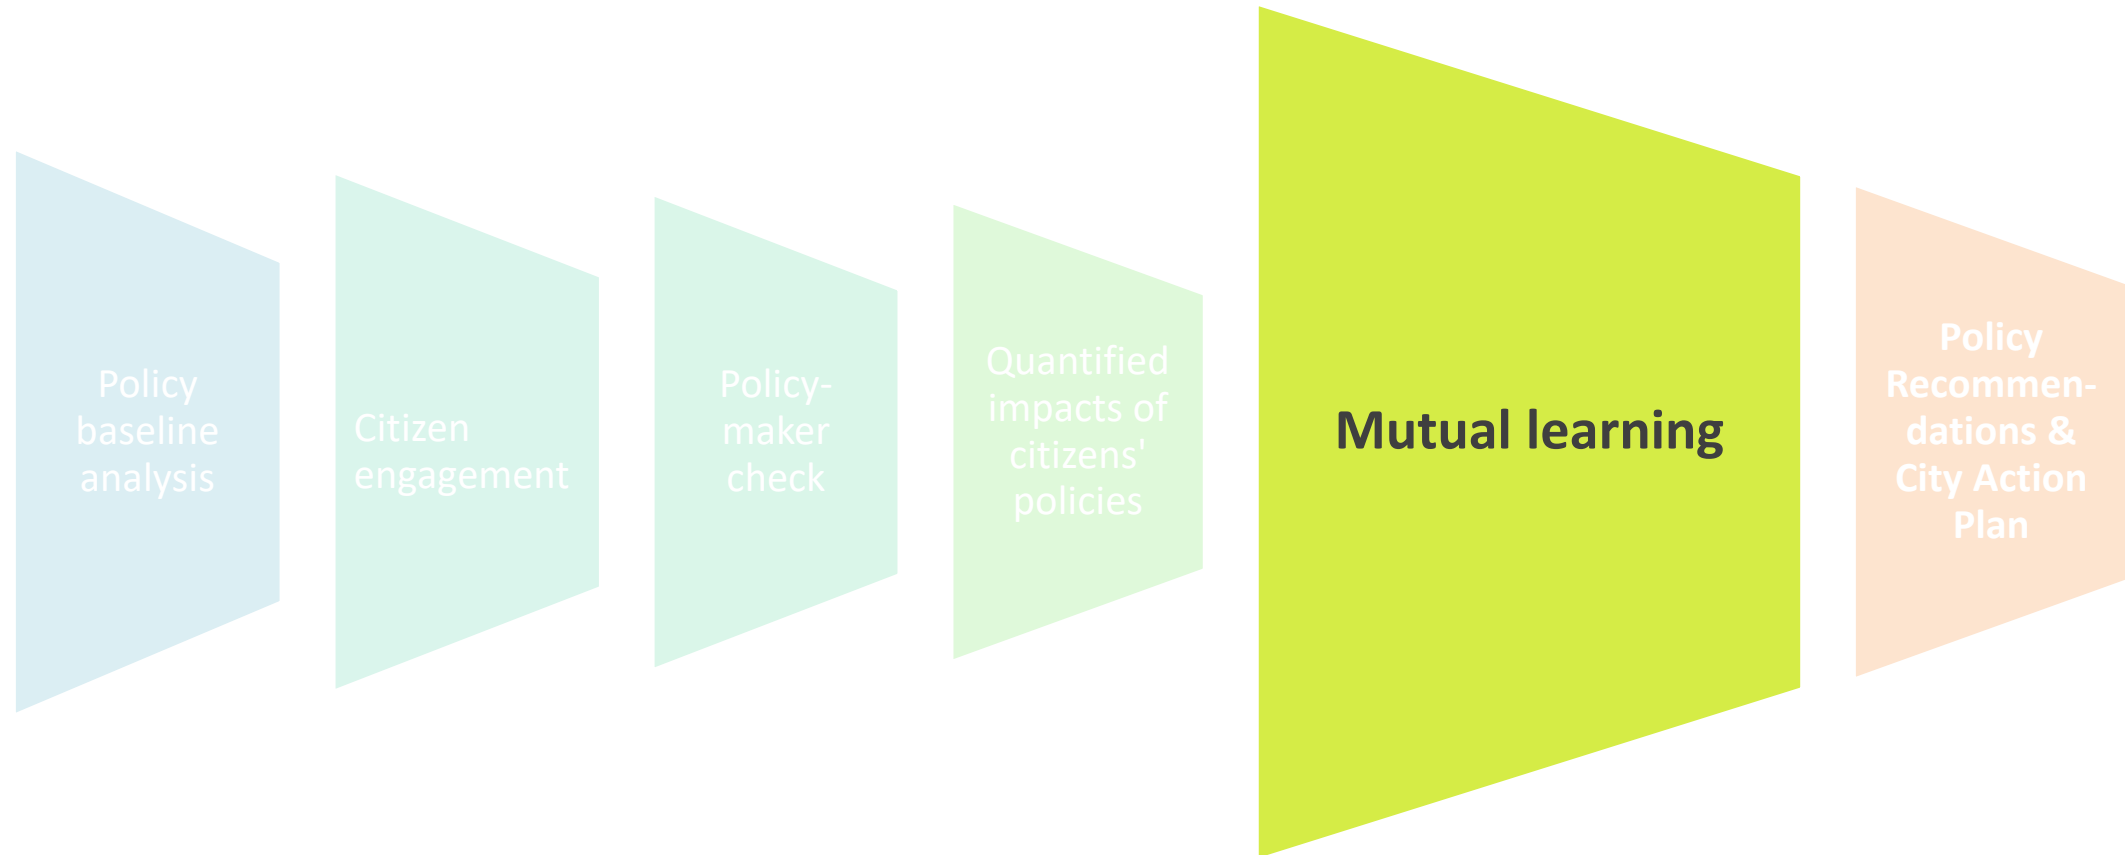 Policy
baseline
analysis
Citizen
engagement
Policy-
maker
check
Quantified
impacts of
citizens'
policies
Mutual learning
Policy
Recommen-
dations &
City Action
Plan